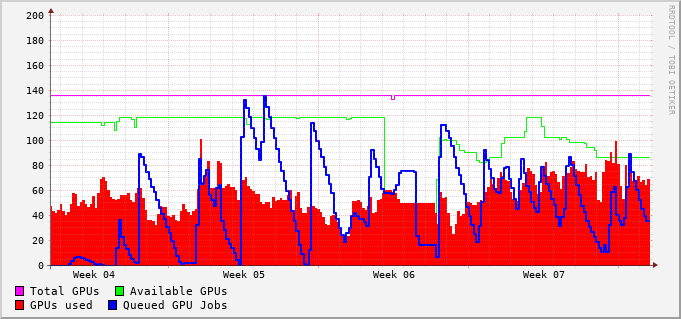 200
180
160
140
120
100
80
60
40
20
0
Week 04 Week 05 Week 06 Week 07
Total GPUs Available GPUs
GPUs used Queued GPU Jobs
RRDTOOL / TOBI OETIKER